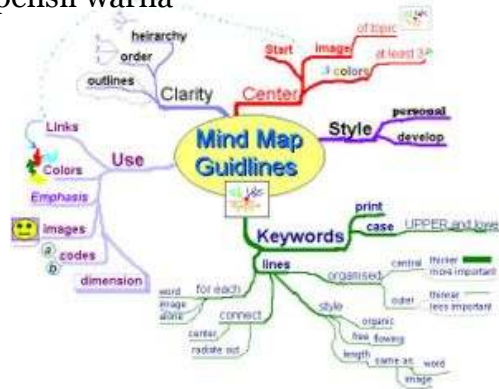 pensil warna
heirarchy
order
outlines
Clarity
Start
image
of topic
at least 3
colors
Center
Style
personal
develop
Mind Map
Guidlines
Links
Colors
Use
Emphasis
images
a
codes
b
dimension
Keywords
print
case
UPPER and lowe
lines
organised
central
thicker
more important
outer
thinner
less important
for each
word
image
alone
connect
center
radiate out
style
organic
free flowing
length
same as
word
image